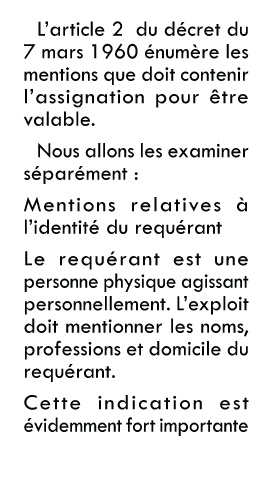 L'article 2 du décret du
7 mars 1960 énumère les
mentions que doit contenir
l'assignation pour être
valable.
Nous allons les examiner
séparément :
Mentions relatives à
l'identité du requérant
Le requérant est une
personne physique agissant
personnellement. L'exploit
doit mentionner les noms,
professions et domicile du
requérant.
Cette indication est
évidemment fort importante